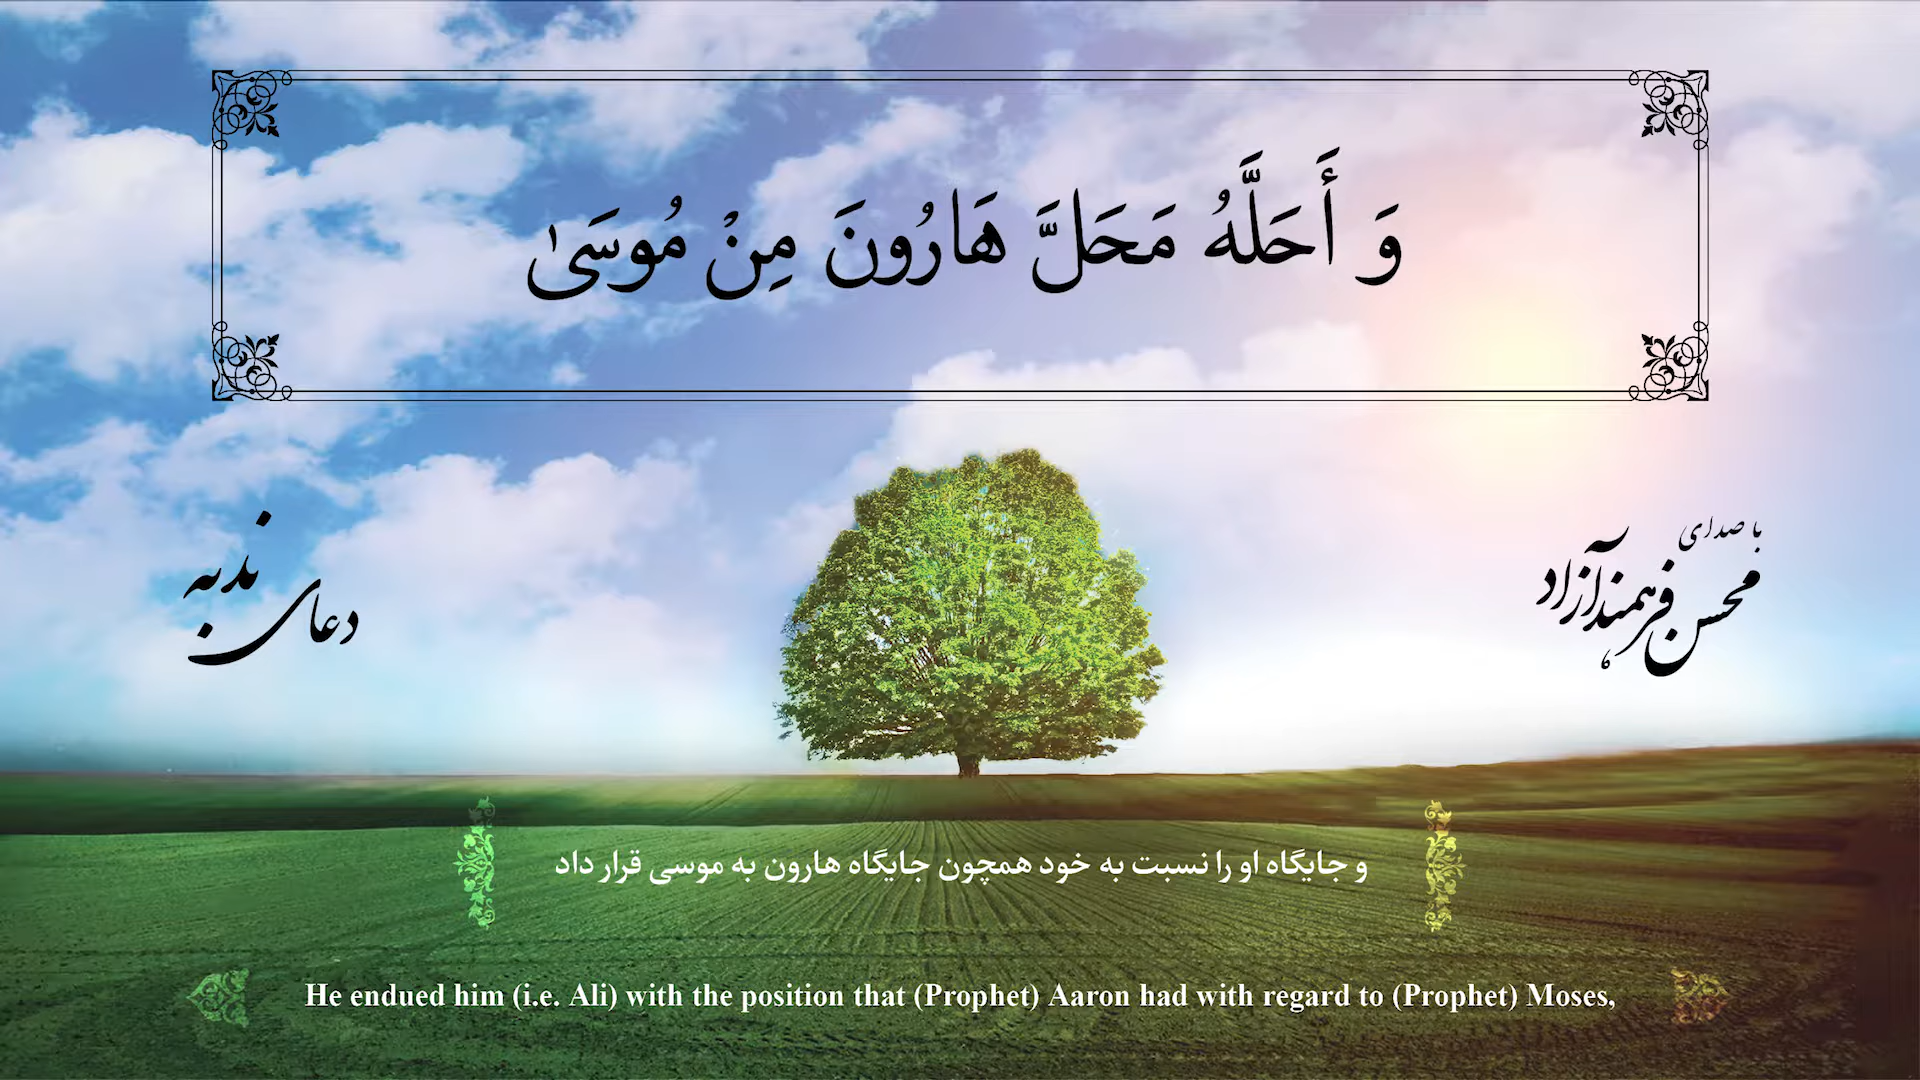 وَ أَحَلَّهُ مَحَلَّ هَارُونَ مِنْ مُوسَىٰ
با صدای
محسن فرهمند آزاد
دعای ندبه
و جایگاه او را نسبت به خود همچون جایگاه هارون به موسی قرار داد
He endued him (i.e. Ali) with the position that (Prophet) Aaron had with regard to (Prophet) Moses,